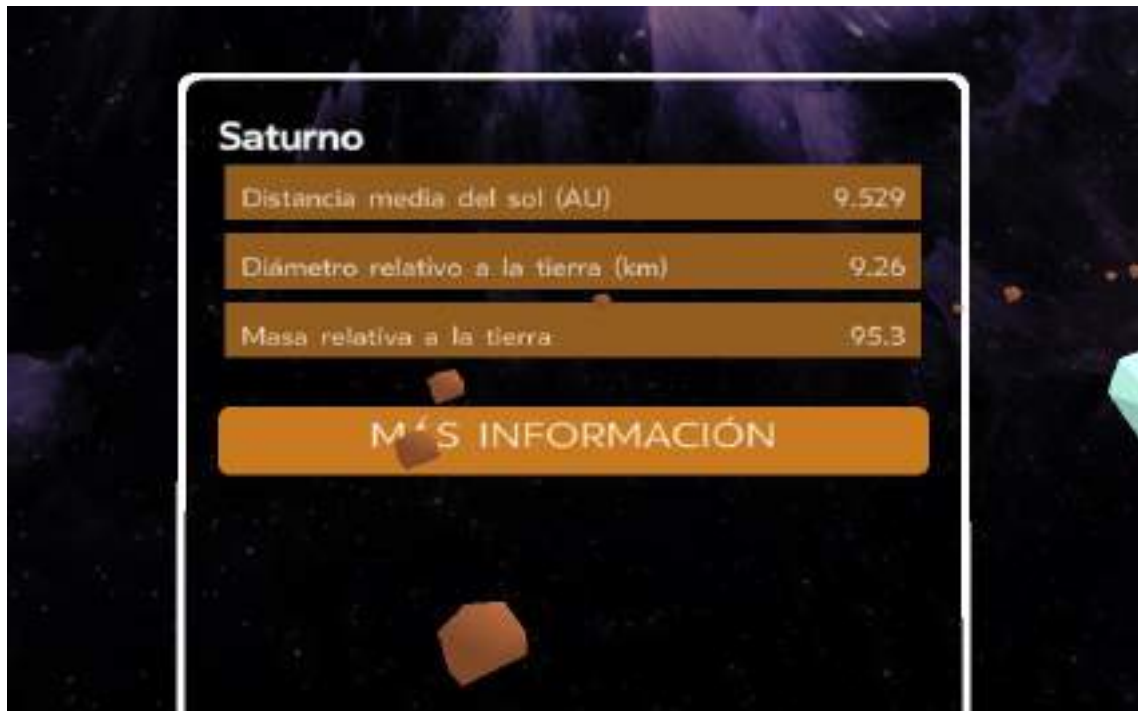 Saturno
Distancia media del sol (AU) 9.529
Diámetro relativo a la tierra (km) 9.26
Masa relativa a la tierra 95.3
MÁS INFORMACIÓN